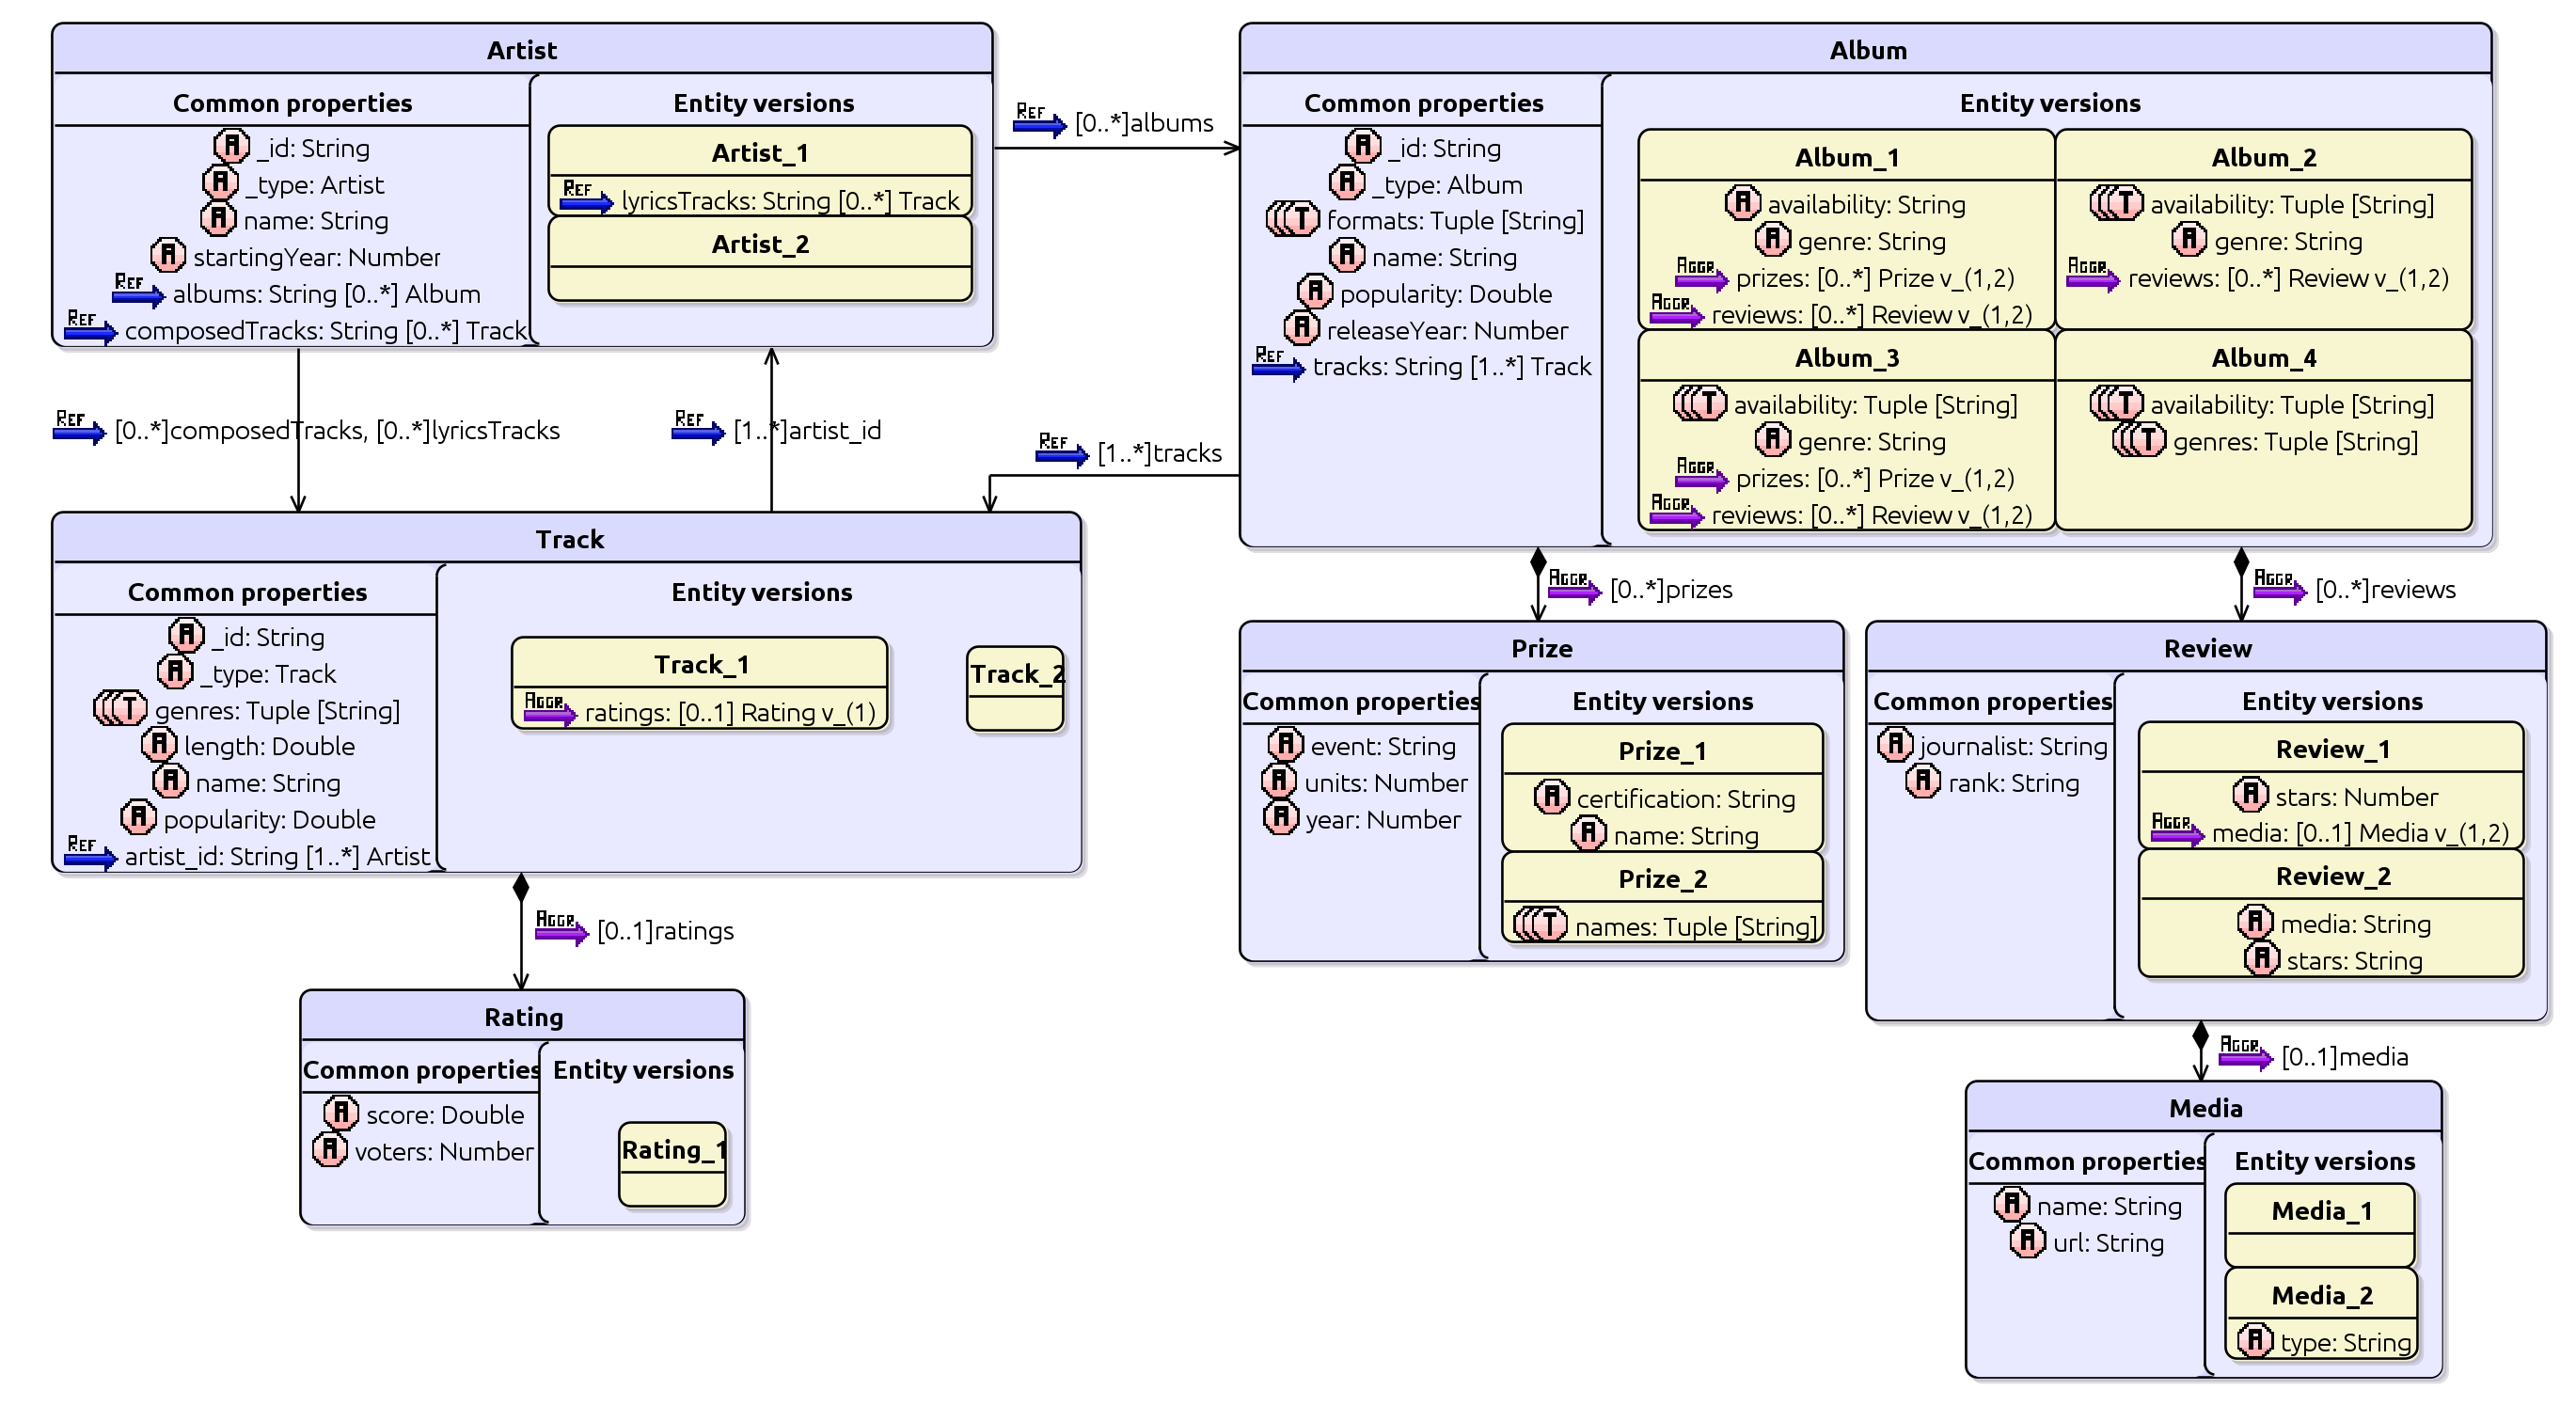 Artist
Common properties
A _id: String
A _type: Artist
A name: String
A startingYear: Number
REF albums: String [0..*] Album
REF composedTracks: String [0..*] Track
Entity versions
Artist_1
REF lyricsTracks: String [0..*] Track
Artist_2
REF [0..*]albums
Album
Common properties
A _id: String
A _type: Album
T formats: Tuple [String]
A name: String
A popularity: Double
A releaseYear: Number
REF tracks: String [1..*] Track
Entity versions
Album_1
A availability: String
A genre: String
AGGR prizes: [0..*] Prize v_(1,2)
AGGR reviews: [0..*] Review v_(1,2)
Album_2
T availability: Tuple [String]
A genre: String
AGGR reviews: [0..*] Review v_(1,2)
Album_3
T availability: Tuple [String]
A genre: String
AGGR prizes: [0..*] Prize v_(1,2)
AGGR reviews: [0..*] Review v_(1,2)
Album_4
T availability: Tuple [String]
T genres: Tuple [String]
REF [0..*]composedTracks, [0..*]lyricsTracks
REF [1..*]artist_id
REF [1..*]tracks
Track
Common properties
A _id: String
A _type: Track
T genres: Tuple [String]
A length: Double
A name: String
A popularity: Double
REF artist_id: String [1..*] Artist
Entity versions
Track_1
AGGR ratings: [0..1] Rating v_(1)
Track_2
AGGR [0..*]prizes
AGGR [0..*]reviews
Prize
Common properties
A event: String
A units: Number
A year: Number
Entity versions
Prize_1
A certification: String
A name: String
Prize_2
T names: Tuple [String]
Review
Common properties
A journalist: String
A rank: String
Entity versions
Review_1
A stars: Number
AGGR media: [0..1] Media v_(1,2)
Review_2
A media: String
A stars: String
AGGR [0..1]ratings
Rating
Common properties
A score: Double
A voters: Number
Entity versions
Rating_1
AGGR [0..1]media
Media
Common properties
A name: String
A url: String
Entity versions
Media_1
Media_2
A type: String